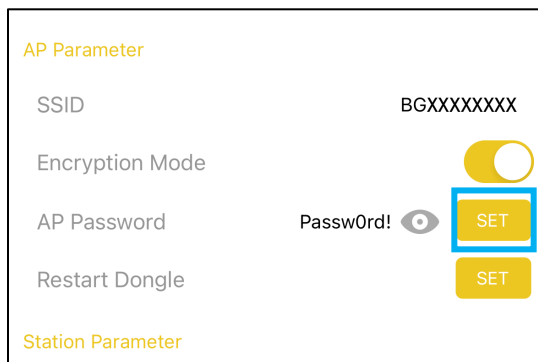 AP Parameter
SSID BGXXXXXXXX
Encryption Mode
AP Password Passw0rd! SET
Restart Dongle SET
Station Parameter